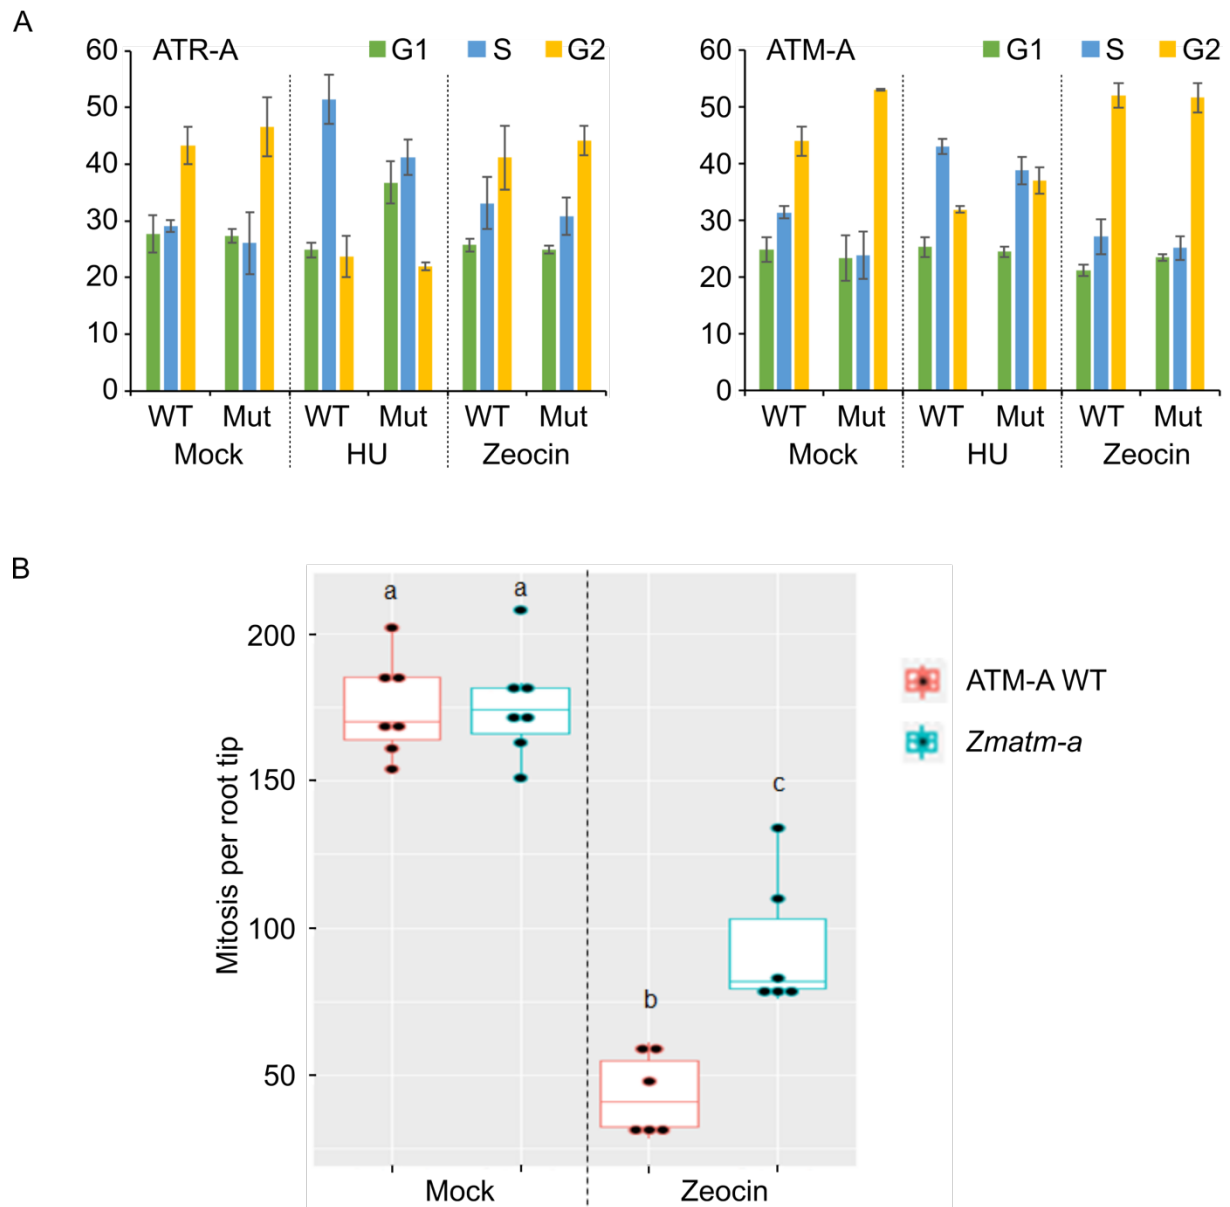 A
ATR-A G1 S G2
60
50
40
30
20
10
0
WT Mut WT Mut WT Mut
Mock HU Zeocin
ATM-A G1 S G2
60
50
40
30
20
10
0
WT Mut WT Mut WT Mut
Mock HU Zeocin
B
Mitosis per root tip
200
150
100
50
a a
b
c
Mock Zeocin
ATM-A WT
Zmatm-a